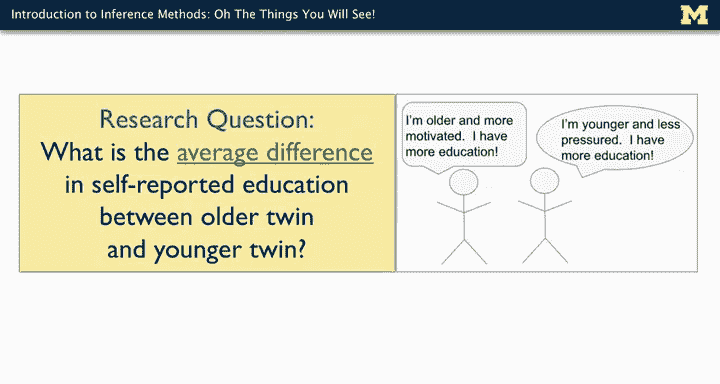 Introduction to Inference Methods: Oh The Things You Will See!
M
Research Question:
What is the average difference
in self-reported education
between older twin
and younger twin?
I'm older and more
motivated. I have
more education!
I'm younger and less
pressured. I have
more education!